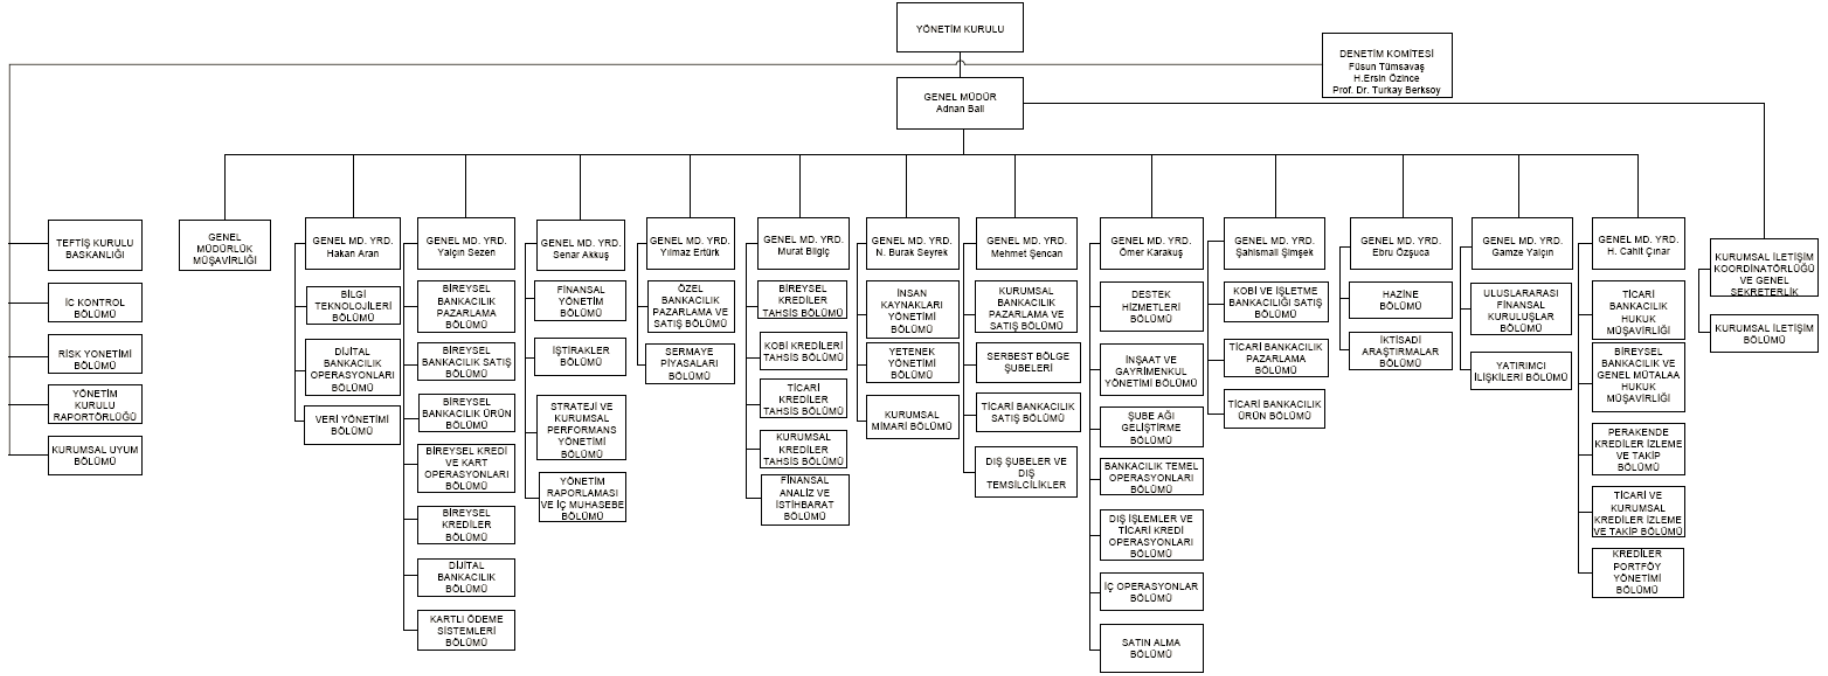 YÖNETİM KURULU
DENETİM KOMİTESİ
Füsun Tümsavaş
H.Ersin Özince
Prof. Dr. Turkay Berksoy
GENEL MÜDÜR
Adnan Bali
TEFTİŞ KURULU
BASKANLIĞI
İC KONTROL
BÖLÜMÜ
RİSK YONETİMİ
BÖLÜMÜ
YÖNETİM
KURULU
RAPORTÖRLÜĞÜ
KURUMSAL UYUM
BÖLÜMÜ
GENEL
MÜDÜRLÜK
MÜŞAVİRLİĞİ
GENEL MD. YRD.
Hakan Aran
BİLGİ
TEKNOLOJİLERİ
BÖLÜMÜ
DİJİTAL
BANKACILIK
OPERASYONLARI
BÖLÜMÜ
VERİ YÖNETİMİ
BÖLÜMÜ
GENEL MD. YRD.
Yalçın Sezen
BİREYSEL
BANKACILIK
PAZARLAMA
BÖLÜMÜ
BİREYSEL
BANKACILIK SATIŞ
BÖLÜMÜ
BİREYSEL
BANKACILIK ÜRÜN
BÖLÜMÜ
BİREYSEL KREDİ
VE KART
OPERASYONLARI
BÖLÜMÜ
BİREYSEL
KREDİLER
BÖLÜMÜ
DİJİTAL
BANKACILIK
BÖLÜMÜ
KARTLI ÖDEME
SİSTEMLERİ
BÖLÜMÜ
GENEL MD. YRD.
Senar Akkuş
FİNANSAL
YÖNETİM
BÖLÜMÜ
İŞTİRAKLER
BÖLÜMÜ
STRATEJİ VE
KURUMSAL
PERFORMANS
YÖNETİMİ
BÖLÜMÜ
YÖNETİM
RAPORLAMASI
VE İÇ MUHASEBE
BÖLÜMÜ
GENEL MD. YRD.
Yılmaz Ertürk
ÖZEL
BANKACILIK
PAZARLAMA VE
SATIŞ BÖLÜMÜ
SERMAYE
PİYASALARI
BÖLÜMÜ
GENEL MD. YRD.
Murat Bilgiç
BİREYSEL
KREDİLER
TAHSİS BÖLÜMÜ
KOBİ KREDİLERİ
TAHSİS BÖLÜMÜ
TİCARİ
KREDİLER
TAHSİS BÖLÜMÜ
KURUMSAL
KREDİLER
TAHSİS BÖLÜMÜ
FİNANSAL
ANALİZ VE
İSTİHBARAT
BÖLÜMÜ
GENEL MD. YRD.
N. Burak Seyrek
İNSAN
KAYNAKLARI
YÖNETİMİ
BÖLÜMÜ
YETENEK
YÖNETİMİ
BÖLÜMÜ
KURUMSAL
MİMARİ BÖLÜMÜ
GENEL MD. YRD.
Mehmet Şencan
KURUMSAL
BANKACILIK
PAZARLAMA VE
SATIŞ BÖLÜMÜ
SERBEST BÖLGE
ŞUBELERİ
TİCARİ BANKACILIK
SATIŞ BÖLÜMÜ
DIŞ ŞUBELER VE
DIŞ
TEMSİLCİLİKLER
GENEL MD. YRD.
Ömer Karakuş
DESTEK
HİZMETLERİ
BÖLÜMÜ
İNŞAAT VE
GAYRİMENKUL
YÖNETİMİ BÖLÜMÜ
ŞUBE AĞI
GELİŞTİRME
BÖLÜMÜ
BANKACILIK TEMEL
OPERASYONLARI
BÖLÜMÜ
DIŞ İŞLEMLER VE
TİCARİ KREDİ
OPERASYONLARI
BÖLÜMÜ
İÇ OPERASYONLAR
BÖLÜMÜ
SATIN ALMA
BÖLÜMÜ
GENEL MD. YRD.
Şahismail Şimşek
KOBİ VE İŞLETME
BANKACILIĞI SATIŞ
BÖLÜMÜ
TİCARİ BANKACILIK
PAZARLAMA
BÖLÜMÜ
TİCARİ BANKACILIK
ÜRÜN BÖLÜMÜ
GENEL MD. YRD.
Ebru Özşuca
HAZİNE
BÖLÜMÜ
İKTİSADİ
ARAŞTIRMALAR
BÖLÜMÜ
GENEL MD. YRD.
Gamze Yalçın
ULUSLARARASI
FİNANSAL
KURULUŞLAR
BÖLÜMÜ
YATIRIMCI
İLİŞKİLERİ BÖLÜMÜ
GENEL MD. YRD.
H. Cahit Çınar
TİCARİ
BANKACILIK
HUKUK
MÜŞAVİRLİĞİ
BİREYSEL
BANKACILIK VE
GENEL MÜTALAA
HUKUK
MÜŞAVİRLİĞİ
PERAKENDE
KREDİLER İZLEME
VE TAKİP
BÖLÜMÜ
TİCARİ VE
KURUMSAL
KREDİLER İZLEME
VE TAKİP BÖLÜMÜ
KREDİLER
PORTFÖY
YÖNETİMİ
BÖLÜMÜ
KURUMSAL İLETİŞİM
KOORDİNATÖRLÜĞÜ
VE GENEL
SEKRETERLİK
KURUMSAL İLETİŞİM
BÖLÜMÜ